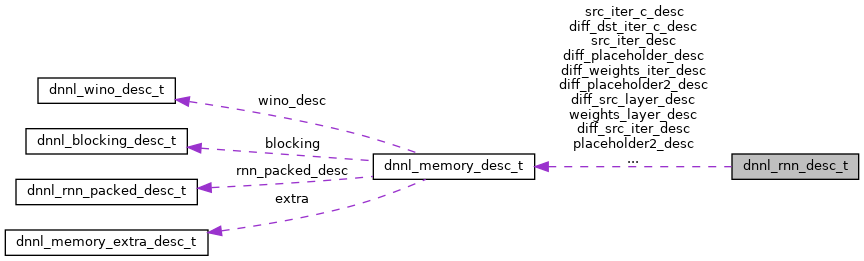 src_iter_c_desc
diff_dst_iter_c_desc
src_iter_desc
diff_placeholder_desc
diff_weights_iter_desc
diff_placeholder2_desc
diff_src_layer_desc
weights_layer_desc
diff_src_iter_desc
placeholder2_desc
...
dnnl_wino_desc_t
wino_desc
dnnl_blocking_desc_t
blocking
dnnl_memory_desc_t
dnnl_rnn_desc_t
rnn_packed_desc
dnnl_rnn_packed_desc_t
extra
dnnl_memory_extra_desc_t